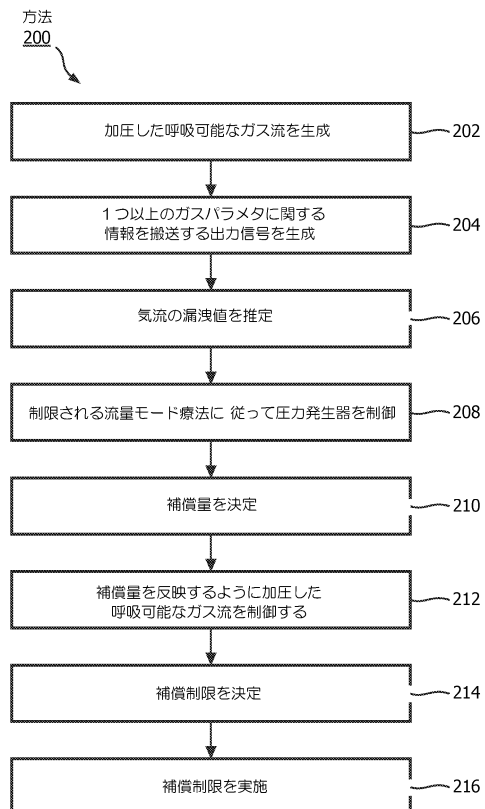 方法
200
加圧した呼吸可能なガス流を生成
202
１つ以上のガスパラメタに関する
情報を搬送する出力信号を生成
204
気流の漏洩値を推定
206
制限される流量モード療法に 従って圧力発生器を制御
208
補償量を決定
210
補償量を反映するように加圧した
呼吸可能なガス流を制御する
212
補償制限を決定
214
補償制限を実施
216